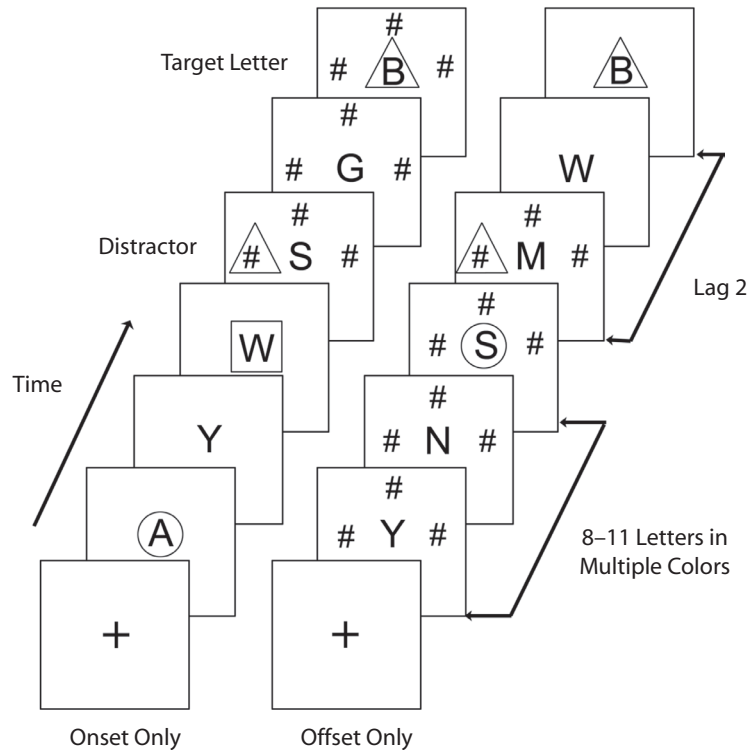 Target Letter
#
# B #
B
#
# G #
W
Distractor
#
# S #
#
# M #
Lag 2
W
#
# S #
Time
Y
#
# N #
A
#
# Y #
8–11 Letters in
Multiple Colors
+
+
Onset Only
Offset Only